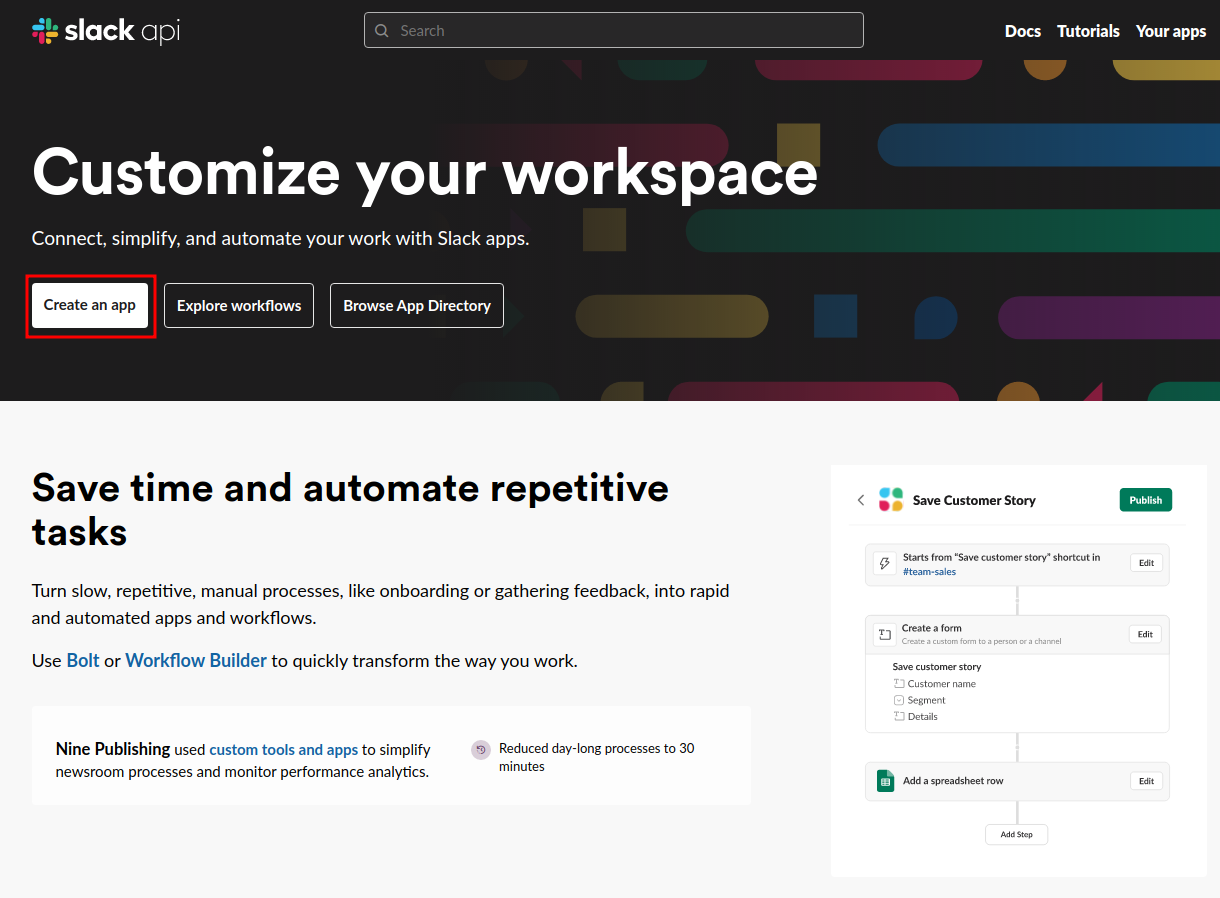 slack api
Search
Docs Tutorials Your apps
Customize your workspace
Connect, simplify, and automate your work with Slack apps.
Create an app Explore workflows Browse App Directory
Save time and automate repetitive
tasks
Turn slow, repetitive, manual processes, like onboarding or gathering feedback, into rapid
and automated apps and workflows.
Use Bolt or Workflow Builder to quickly transform the way you work.
Nine Publishing used custom tools and apps to simplify
newsroom processes and monitor performance analytics.
Reduced day-long processes to 30
minutes
Save Customer Story
Publish
Starts from “Save customer story” shortcut in
#team-sales
Edit
Create a form
Create a custom form to a person or a channel
Edit
Save customer story
Customer name
Segment
Details
Add a spreadsheet row
Edit
Add Step